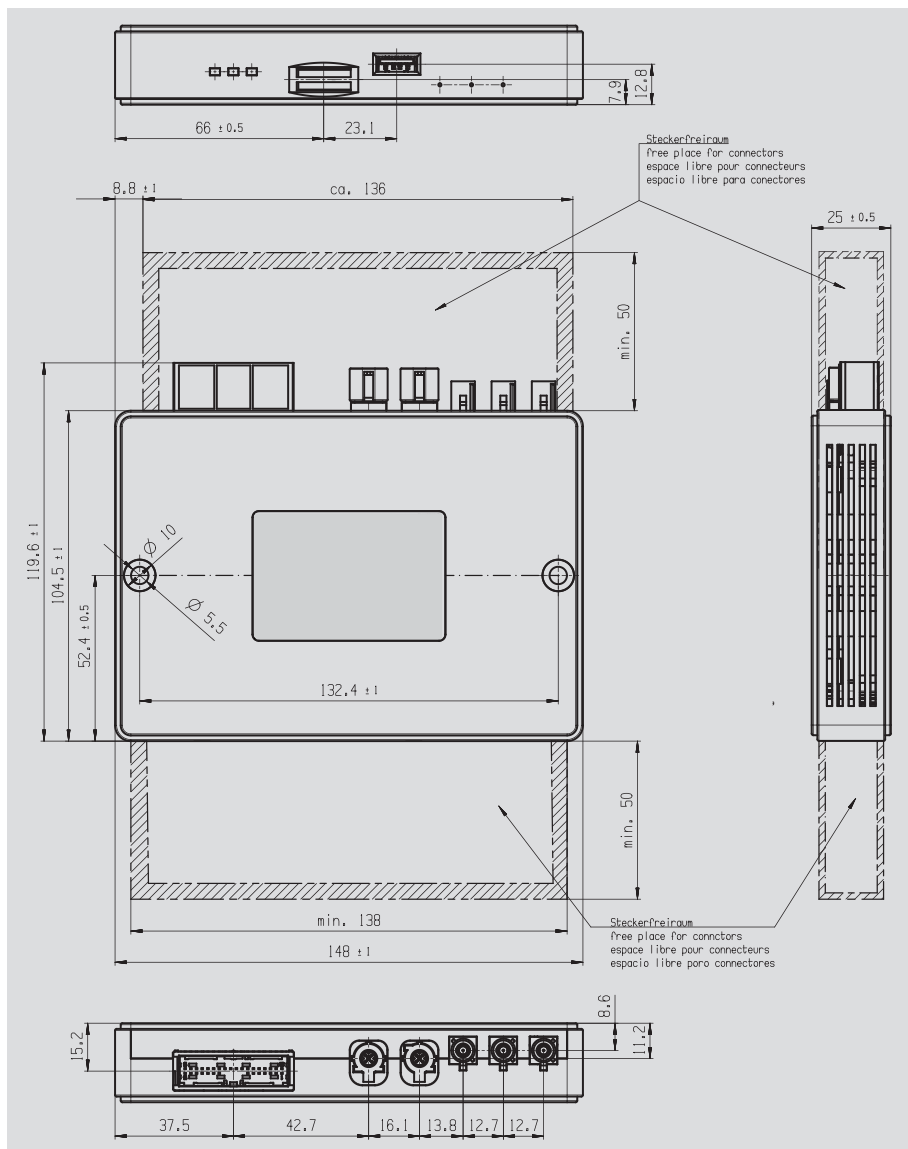 12.8
7.9
66 ± 0.5
23.1
Steckerfreiraum
free place for connectors
espace libre pour connecteurs
espacio libre para conectores
8.8 ± 1
ca. 136
25 ± 0.5
min. 50
119.6 ± 1
104.5 ± 1
52.4 ± 0.5
Ø 10
Ø 5.5
132.4 ± 1
min. 50
min. 138
148 ± 1
Steckerfreiraum
free place for connctors
espace libre pour connecteurs
espacio libre poro connectores
15.2
8.6
11.2
37.5
42.7
16.1
13.8
12.7
12.7